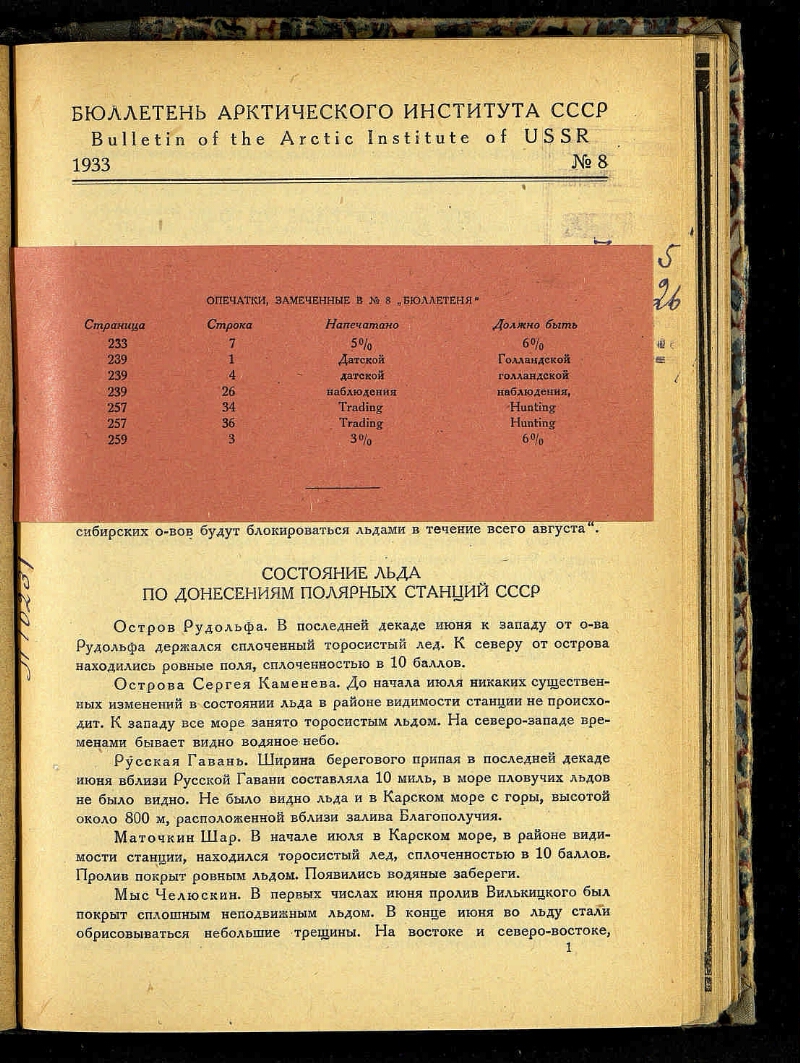 БЮЛЛЕТЕНЬ АРКТИЧЕСКОГО ИНСТИТУТА СССР
Bulletin of the Arctic Institute of USSR
1933 № 8
5
26
ОПЕЧАТКИ, ЗАМЕЧЕННЫЕ В № 8 „БЮЛЛЕТЕНЯ“
Страница Строка Напечатано Должно быть
233 7 5% 6%
239 1 Датской Голландской
239 4 датской голландской
239 26 наблюдения наблюдения,
257 34 Trading Hunting
257 36 Trading Hunting
259 3 3% 6%
сибирских о-вов будут блокироваться льдами в течение всего августа“.
СОСТОЯНИЕ ЛЬДА
ПО ДОНЕСЕНИЯМ ПОЛЯРНЫХ СТАНЦИЙ СССР
Остров Рудольфа. В последней декаде июня к западу от о-ва
Рудольфа держался сплоченный торосистый лед. К северу от острова
находились ровные поля, сплоченностью в 10 баллов.
Острова Сергея Каменева. До начала июля никаких существен-
ных изменений в состоянии льда в районе видимости станции не происхо-
дит. К западу все море занято торосистым льдом. На северо-западе вре-
менами бывает видно водяное небо.
Русская Гавань. Ширина берегового припая в последней декаде
июня вблизи Русской Гавани составляла 10 миль, в море пловучих льдов
не было видно. Не было видно льда и в Карском море с горы, высотой
около 800 м, расположенной вблизи залива Благополучия.
Маточкин Шар. В начале июля в Карском море, в районе види-
мости станции, находился торосистый лед, сплоченностью в 10 баллов.
Пролив покрыт ровным льдом. Появились водяные забереги.
Мыс Челюскин. В первых числах июня пролив Вилькицкого был
покрыт сплошным неподвижным льдом. В конце июня во льду стали
обрисовываться небольшие трещины. На востоке и северо-востоке,
1